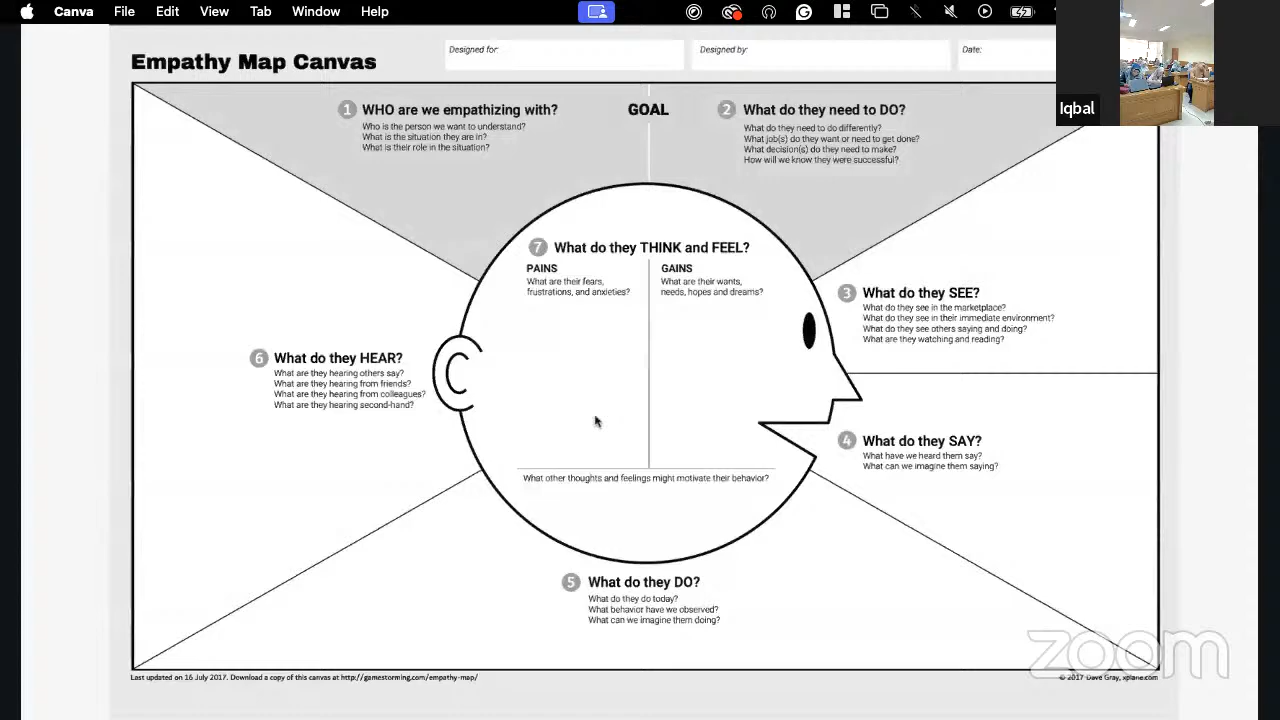 Canva File Edit View Tab Window Help
Iqbal
Empathy Map Canvas
Designed for:
Designed by:
Date:
1 WHO are we empathizing with?
Who is the person we want to understand?
What is the situation they are in?
What is their role in the situation?
GOAL
2 What do they need to DO?
What do they need to do differently?
What job(s) do they want or need to get done?
What decision(s) do they need to make?
How will we know they were successful?
7 What do they THINK and FEEL?
PAINS
What are their fears,
frustrations, and anxieties?
GAINS
What are their wants,
needs, hopes and dreams?
What other thoughts and feelings might motivate their behavior?
3 What do they SEE?
What do they see in the marketplace?
What do they see in their immediate environment?
What do they see others saying and doing?
What are they watching and reading?
4 What do they SAY?
What have we heard them say?
What can we imagine them saying?
5 What do they DO?
What do they do today?
What behavior have we observed?
What can we imagine them doing?
6 What do they HEAR?
What are they hearing others say?
What are they hearing from friends?
What are they hearing from colleagues?
What are they hearing second-hand?
zoom
Last updated on 16 July 2017. Download a copy of this canvas at http://gamestorming.com/empathy-map/
© 2017 Dave Gray, xplane.com